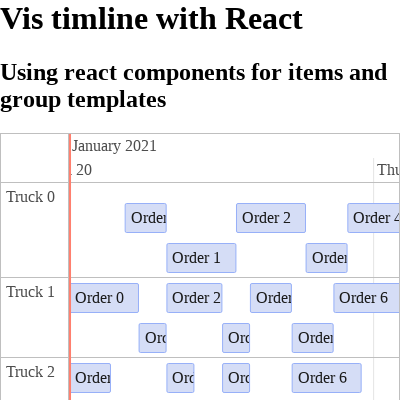 Vis timline with React
Using react components for items and
group templates
January 2021
20
Thu
Truck 0
Order 2
Order 4
Order
Order 1
Order
Truck 1
Order 0
Order 2
Order
Order 6
Ord
Ord
Order
Truck 2
Order
Ord
Ord
Order 6